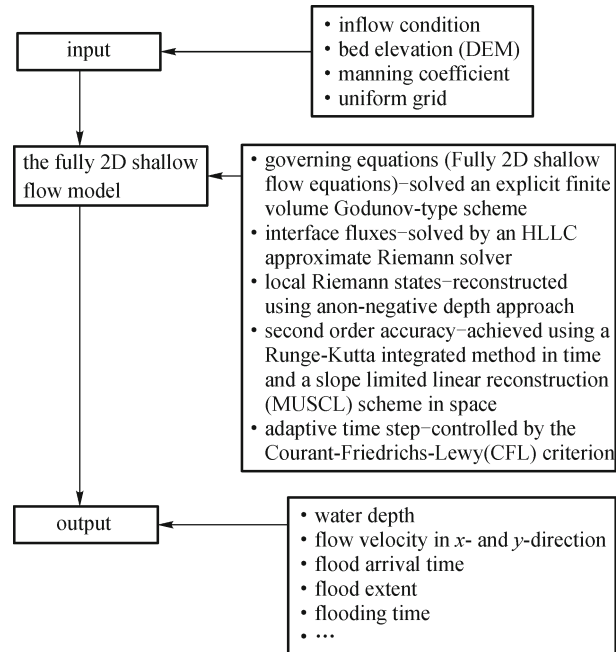 input
• inflow condition
• bed elevation (DEM)
• manning coefficient
• uniform grid
the fully 2D shallow
flow model
• governing equations (Fully 2D shallow
flow equations)−solved an explicit finite
volume Godunov-type scheme
• interface fluxes−solved by an HLLC
approximate Riemann solver
• local Riemann states−reconstructed
using anon-negative depth approach
• second order accuracy−achieved using a
Runge-Kutta integrated method in time
and a slope limited linear reconstruction
(MUSCL) scheme in space
• adaptive time step−controlled by the
Courant-Friedrichs-Lewy(CFL) criterion
output
• water depth
• flow velocity in x- and y-direction
• flood arrival time
• flood extent
• flooding time
• ···